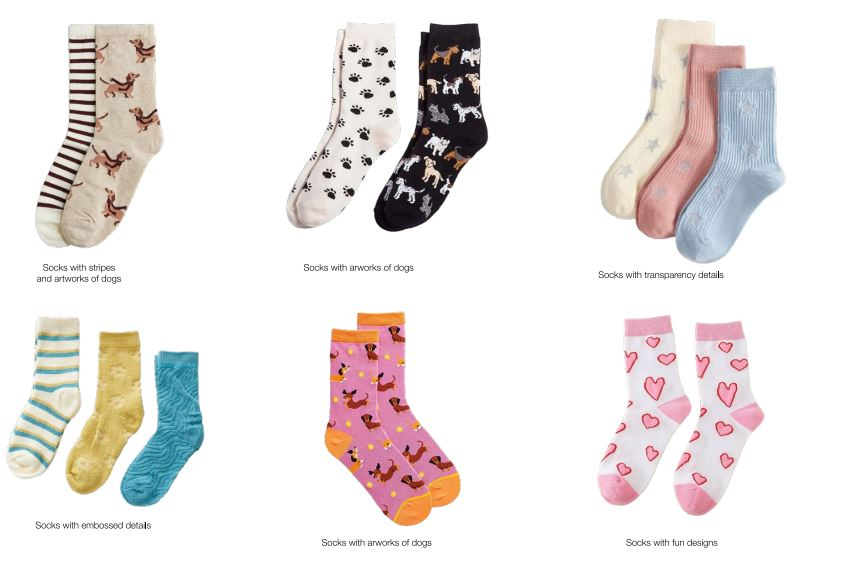 Socks with stripes
and artworks of dogs
Socks with arworks of dogs
Socks with transparency details
Socks with embossed details
Socks with arworks of dogs
Socks with fun designs